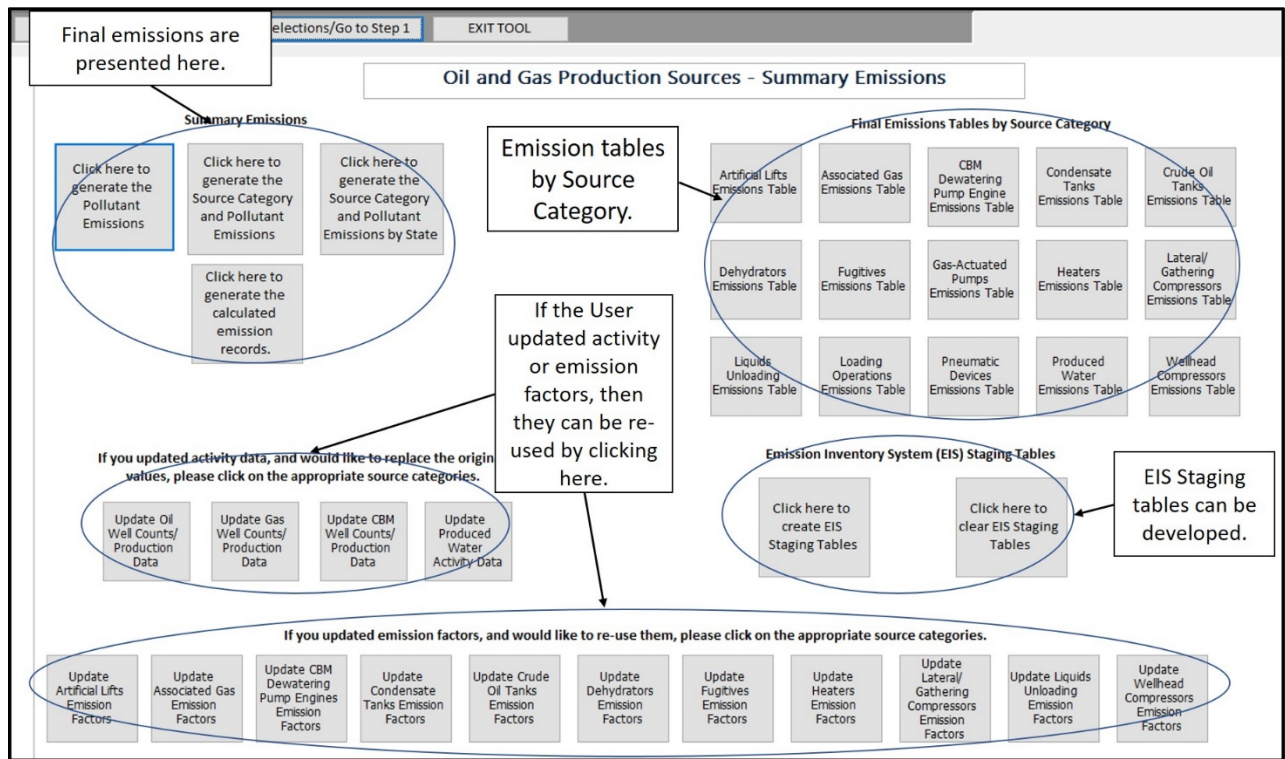 elections/Go to Step 1
EXIT TOOL
Final emissions are
presented here.
Oil and Gas Production Sources - Summary Emissions
Summary Emissions
Click here to
generate the
Pollutant
Emissions
Click here to
generate the
Source Category
and Pollutant
Emissions
Click here to
generate the
Source Category
and Pollutant
Emissions by State
Click here to
generate the
calculated
emission
records.
Emission tables
by Source
Category.
Final Emissions Tables by Source Category
Artificial Lifts
Emissions Table
Associated Gas
Emissions Table
CBM
Dewatering
Pump Engine
Emissions Table
Condensate
Tanks
Emissions Table
Crude Oil
Tanks
Emissions Table
Dehydrators
Emissions Table
Fugitives
Emissions Table
Gas-Actuated
Pumps
Emissions Table
Heaters
Emissions Table
Lateral/
Gathering
Compressors
Emissions Table
Liquids
Unloading
Emissions Table
Loading
Operations
Emissions Table
Pneumatic
Devices
Emissions Table
Produced
Water
Emissions Table
Wellhead
Compressors
Emissions Table
If the User
updated activity
or emission
factors, then
they can be re-
used by clicking
here.
If you updated activity data, and would like to replace the origin
values, please click on the appropriate source categories.
Update Oil
Well Counts/
Production
Data
Update Gas
Well Counts/
Production
Data
Update CBM
Well Counts/
Production
Data
Update
Produced
Water
Activity Data
Emission Inventory System (EIS) Staging Tables
Click here to
create EIS
Staging Tables
Click here to
clear EIS Staging
Tables
EIS Staging
tables can be
developed.
If you updated emission factors, and would like to re-use them, please click on the appropriate source categories.
Update
Artificial Lifts
Emission
Factors
Update
Associated Gas
Emission
Factors
Update CBM
Dewatering
Pump Engines
Emission
Factors
Update
Condensate
Tanks Emission
Factors
Update Crude
Oil Tanks
Emission
Factors
Update
Dehydrators
Emission
Factors
Update
Fugitives
Emission
Factors
Update
Heaters
Emission
Factors
Update
Lateral/
Gathering
Compressors
Emission
Factors
Update Liquids
Unloading
Emission
Factors
Update
Wellhead
Compressors
Emission
Factors